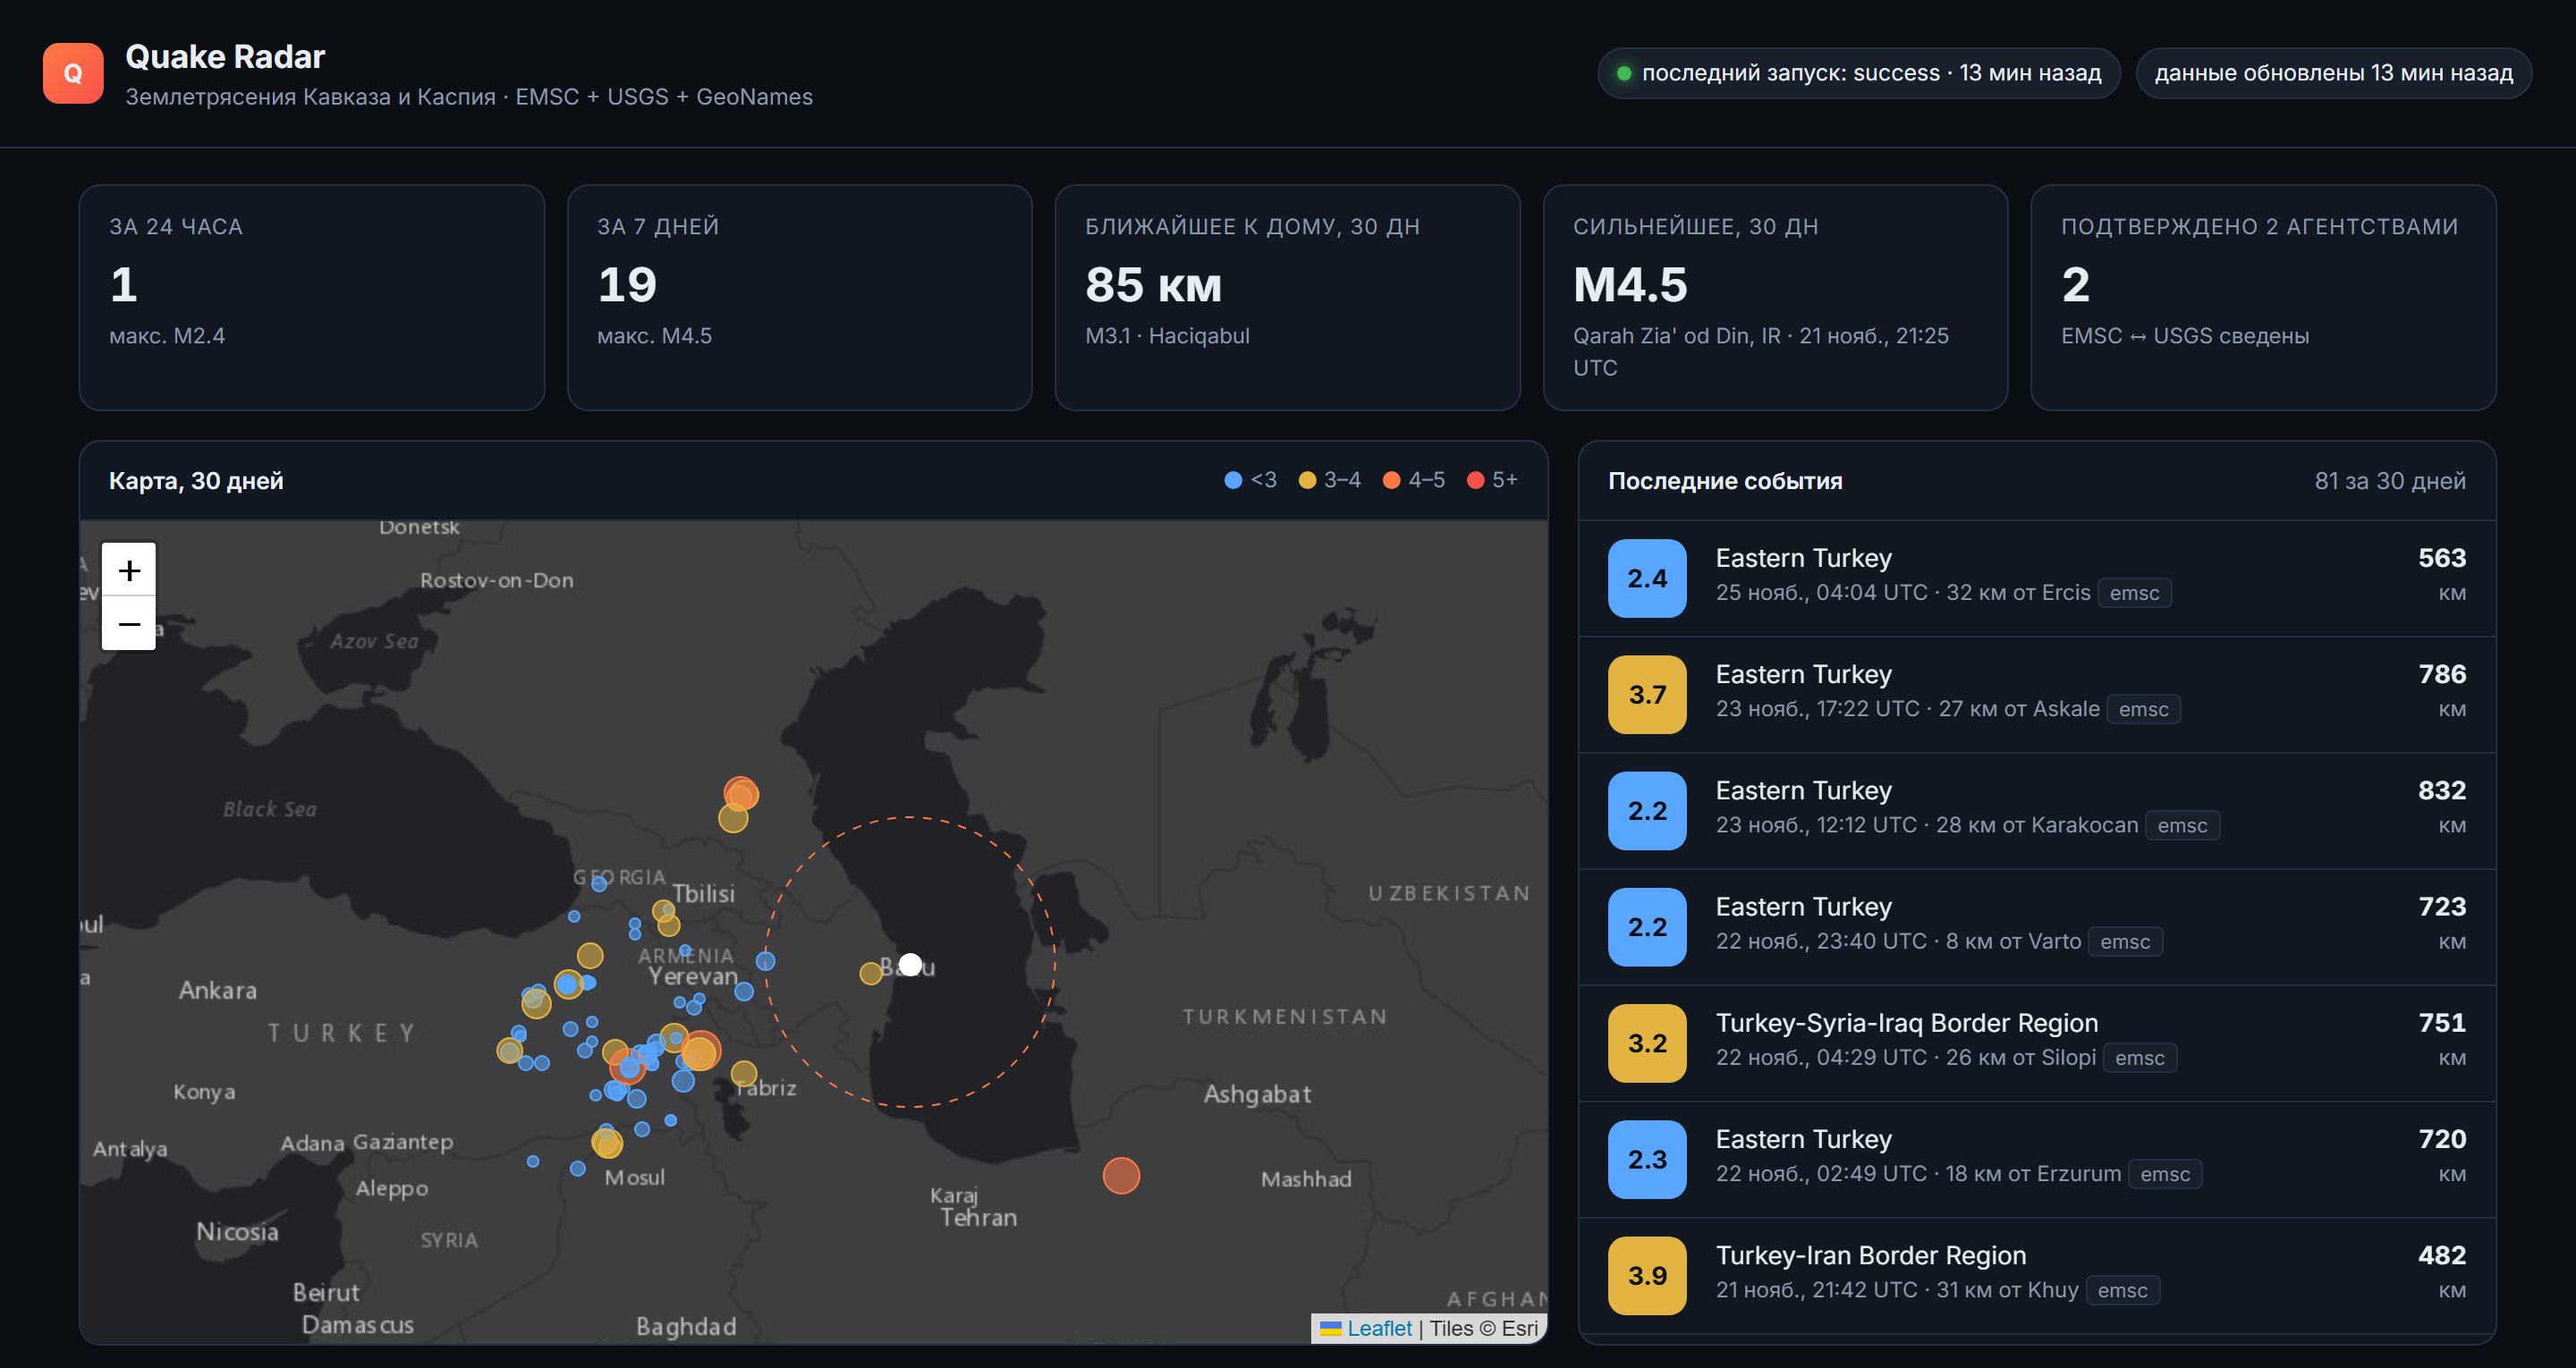 Q
Quake Radar
Землетрясения Кавказа и Каспия · EMSC + USGS + GeoNames
последний запуск: success · 13 мин назад
данные обновлены 13 мин назад
ЗА 24 ЧАСА
1
макс. M2.4
ЗА 7 ДНЕЙ
19
макс. M4.5
БЛИЖАЙШЕЕ К ДОМУ, 30 ДН
85 км
M3.1 · Haciqabul
СИЛЬНЕЙШЕЕ, 30 ДН
M4.5
Qarah Zia' od Din, IR · 21 нояб., 21:25
UTC
ПОДТВЕРЖДЕНО 2 АГЕНТСТВАМИ
2
EMSC ↔ USGS сведены
Карта, 30 дней
<3
3–4
4–5
5+
+
−
Donetsk
Rostov-on-Don
Azov Sea
Black Sea
GEORGIA
Tbilisi
UZBEKISTAN
ARMENIA
Yerevan
Ankara
TURKEY
TURKMENISTAN
Konya
Tabriz
Ashgabat
Antalya
Adana
Gaziantep
Mosul
Mashhad
Aleppo
Karaj
Tehran
Nicosia
SYRIA
Beirut
Damascus
Baghdad
AFGHAN
Leaflet | Tiles © Esri
Последние события
81 за 30 дней
2.4
Eastern Turkey
25 нояб., 04:04 UTC · 32 км от Ercis emsc
563
км
3.7
Eastern Turkey
23 нояб., 17:22 UTC · 27 км от Askale emsc
786
км
2.2
Eastern Turkey
23 нояб., 12:12 UTC · 28 км от Karakocan emsc
832
км
2.2
Eastern Turkey
22 нояб., 23:40 UTC · 8 км от Varto emsc
723
км
3.2
Turkey-Syria-Iraq Border Region
22 нояб., 04:29 UTC · 26 км от Silopi emsc
751
км
2.3
Eastern Turkey
22 нояб., 02:49 UTC · 18 км от Erzurum emsc
720
км
3.9
Turkey-Iran Border Region
21 нояб., 21:42 UTC · 31 км от Khuy emsc
482
км